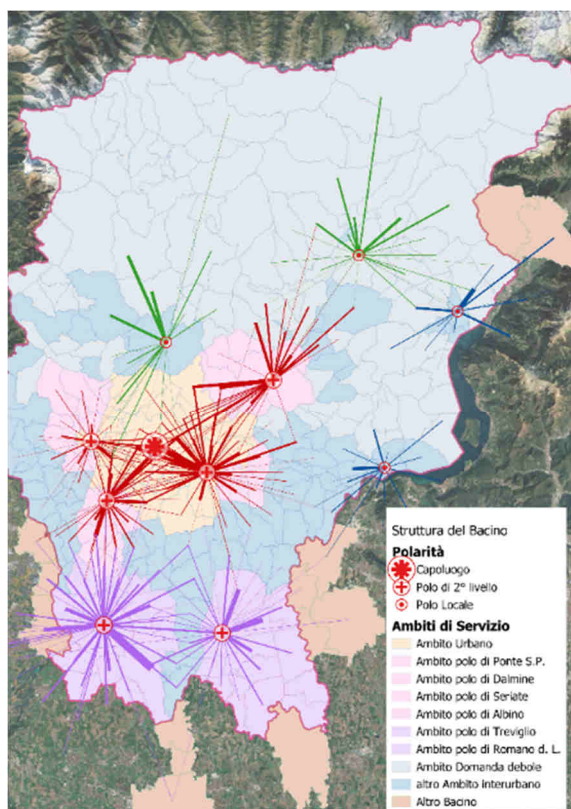 Struttura del Bacino
Polarità
Capoluogo
Polo di 2° livello
Polo Locale
Ambiti di Servizio
Ambito Urbano
Ambito polo di Ponte S.P.
Ambito polo di Dalmine
Ambito polo di Seriate
Ambito polo di Albino
Ambito polo di Treviglio
Ambito polo di Romano d. L.
Ambito Domanda debole
altro Ambito interurbano
Altro Bacino